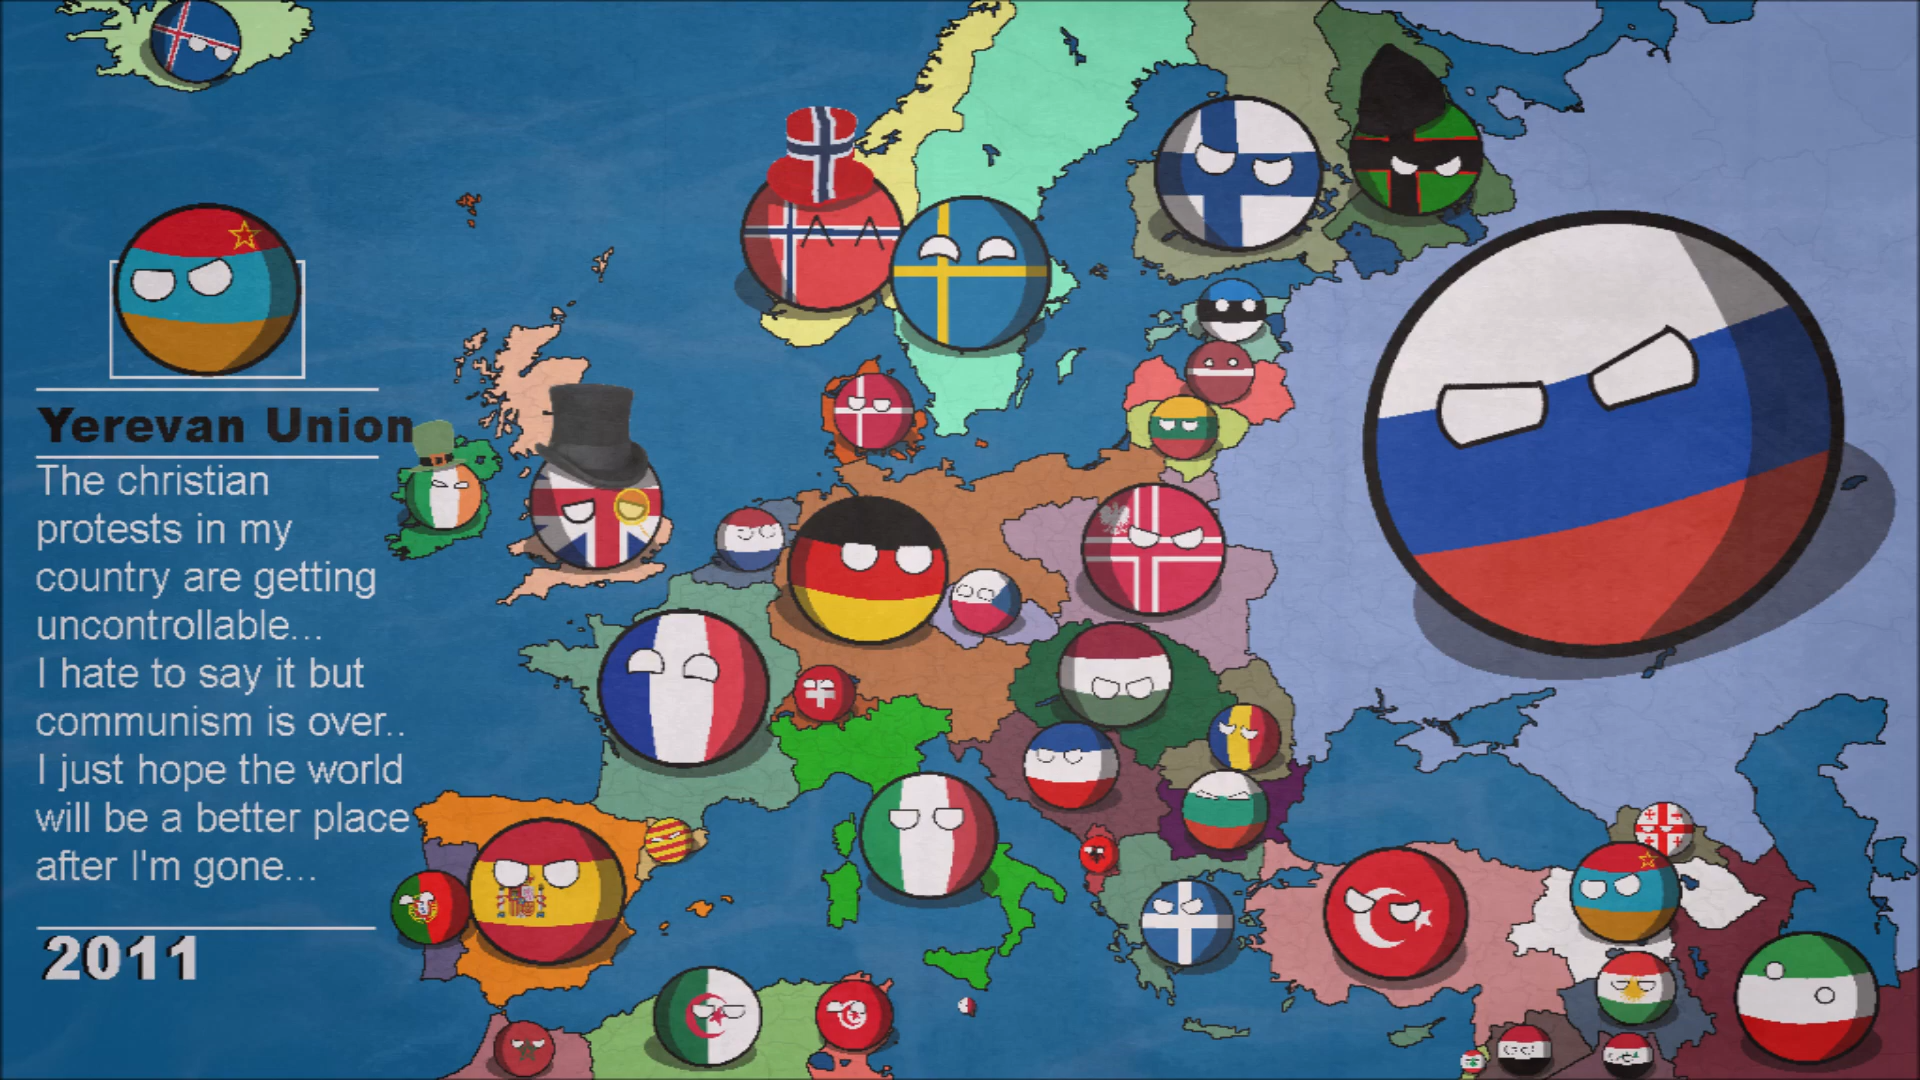 Yerevan Union
The christian
protests in my
country are getting
uncontrollable...
I hate to say it but
communism is over..
I just hope the world
will be a better place
after I'm gone...
2011